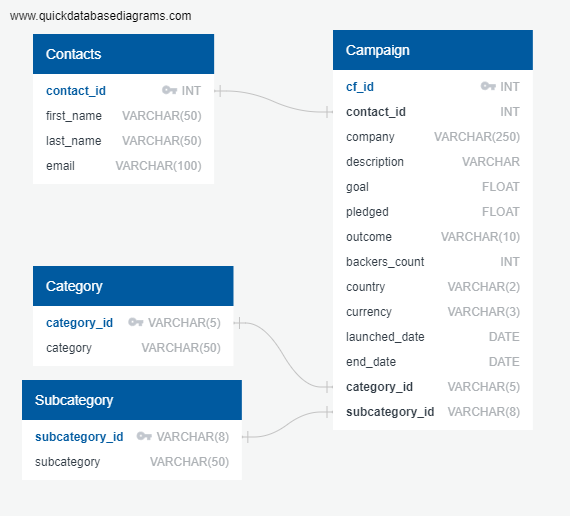 www.quickdatabasediagrams.com
Contacts
contact_id INT
first_name VARCHAR(50)
last_name VARCHAR(50)
email VARCHAR(100)
Campaign
cf_id INT
contact_id INT
company VARCHAR(250)
description VARCHAR
goal FLOAT
pledged FLOAT
outcome VARCHAR(10)
backers_count INT
country VARCHAR(2)
currency VARCHAR(3)
launched_date DATE
end_date DATE
category_id VARCHAR(5)
subcategory_id VARCHAR(8)
Category
category_id VARCHAR(5)
category VARCHAR(50)
Subcategory
subcategory_id VARCHAR(8)
subcategory VARCHAR(50)